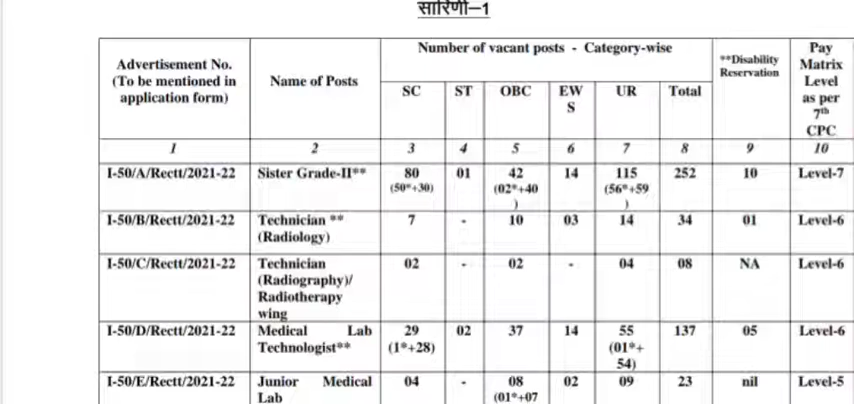 सारिणी–1
Advertisement No. (To be mentioned in application form) Name of Posts Number of vacant posts - Category-wise **Disability Reservation Pay Matrix Level as per 7th CPC
SC ST OBC EWS UR Total
1 2 3 4 5 6 7 8 9 10
I-50/A/Rectt/2021-22 Sister Grade-II** 80 (50*+30) 01 42 (02*+40) 14 115 (56*+59) 252 10 Level-7
I-50/B/Rectt/2021-22 Technician ** (Radiology) 7 - 10 03 14 34 01 Level-6
I-50/C/Rectt/2021-22 Technician (Radiography)/ Radiotherapy wing 02 - 02 - 04 08 NA Level-6
I-50/D/Rectt/2021-22 Medical Lab Technologist** 29 (1*+28) 02 37 14 55 (01*+54) 137 05 Level-6
I-50/E/Rectt/2021-22 Junior Medical Lab 04 - 08 (01*+07 02 09 23 nil Level-5